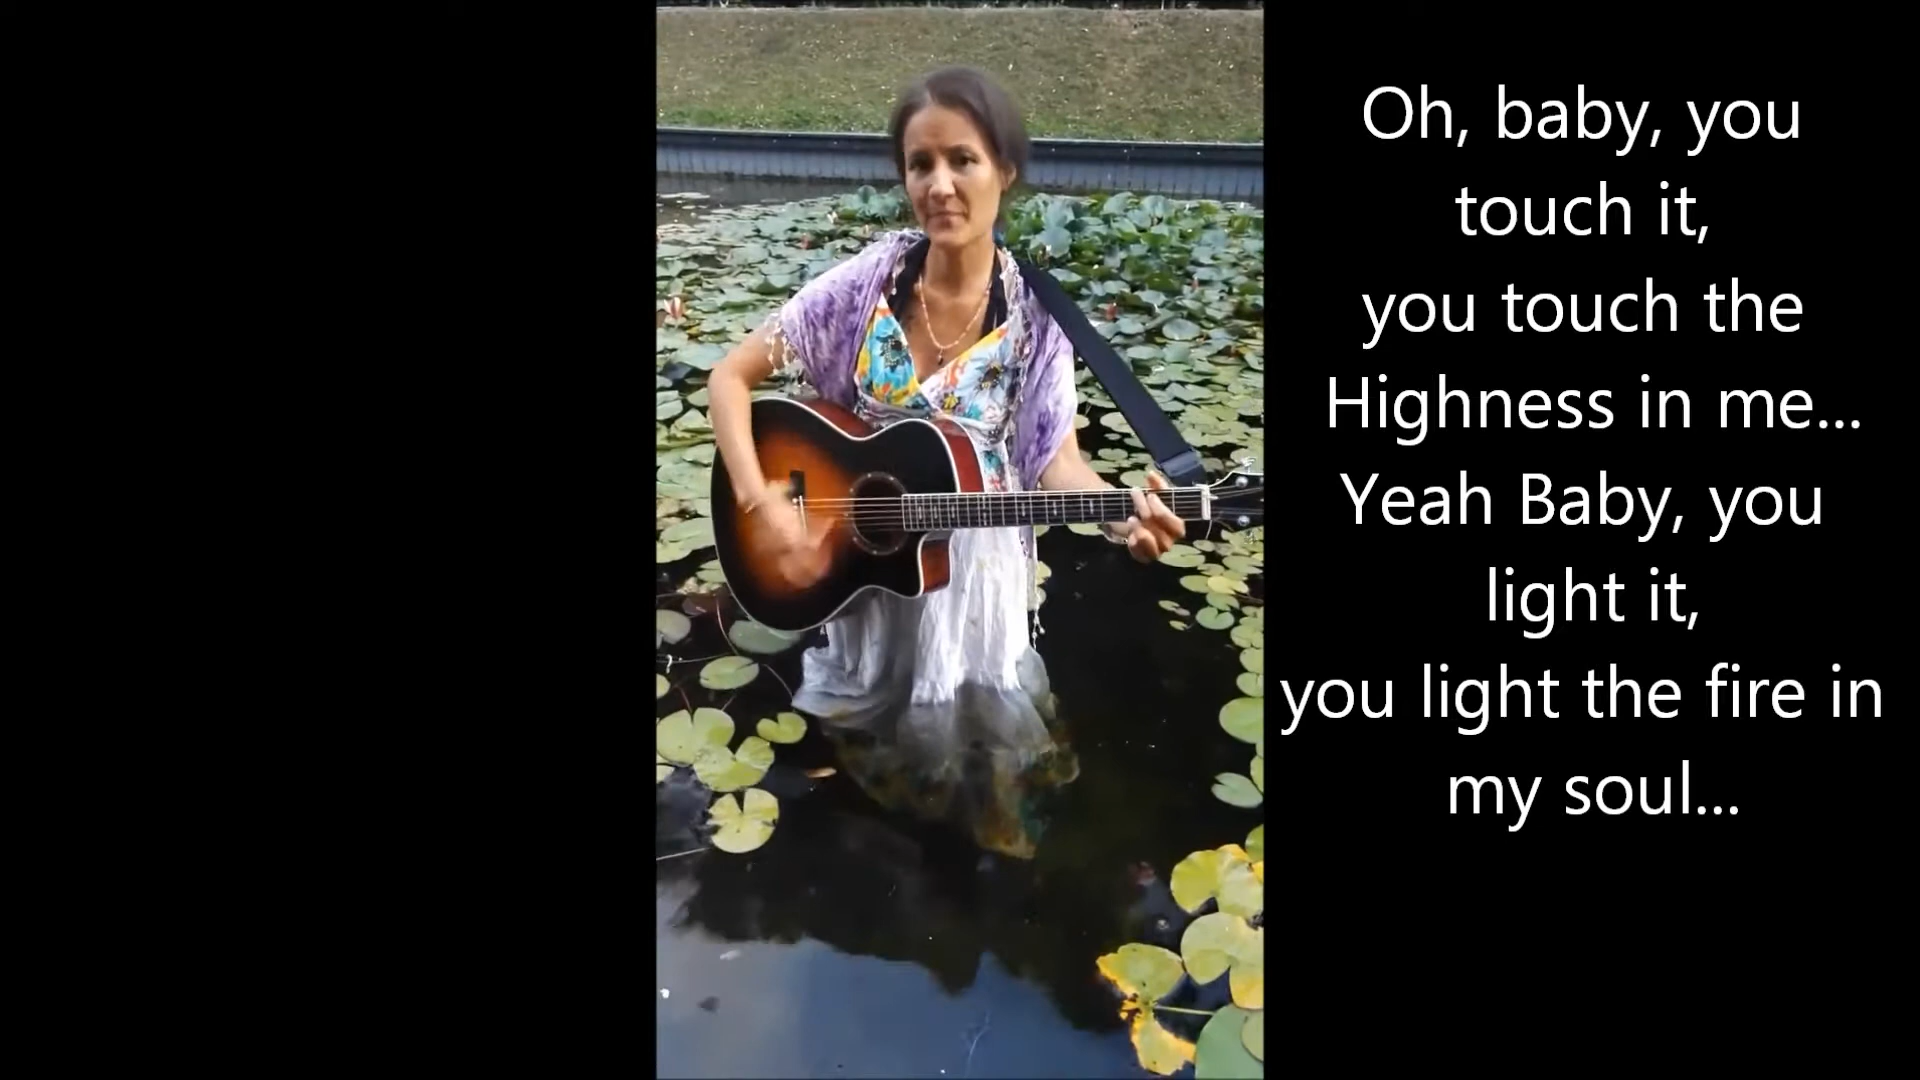 Oh, baby, you
touch it,
you touch the
Highness in me...
Yeah Baby, you
light it,
you light the fire in
my soul...